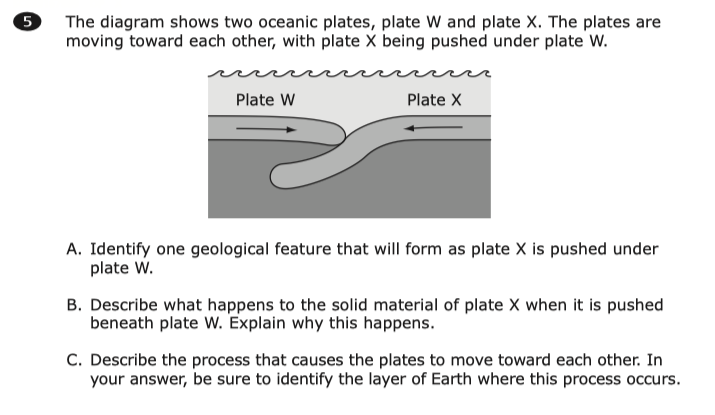 5 The diagram shows two oceanic plates, plate W and plate X. The plates are
moving toward each other, with plate X being pushed under plate W.
Plate W Plate X
A. Identify one geological feature that will form as plate X is pushed under
plate W.
B. Describe what happens to the solid material of plate X when it is pushed
beneath plate W. Explain why this happens.
C. Describe the process that causes the plates to move toward each other. In
your answer, be sure to identify the layer of Earth where this process occurs.